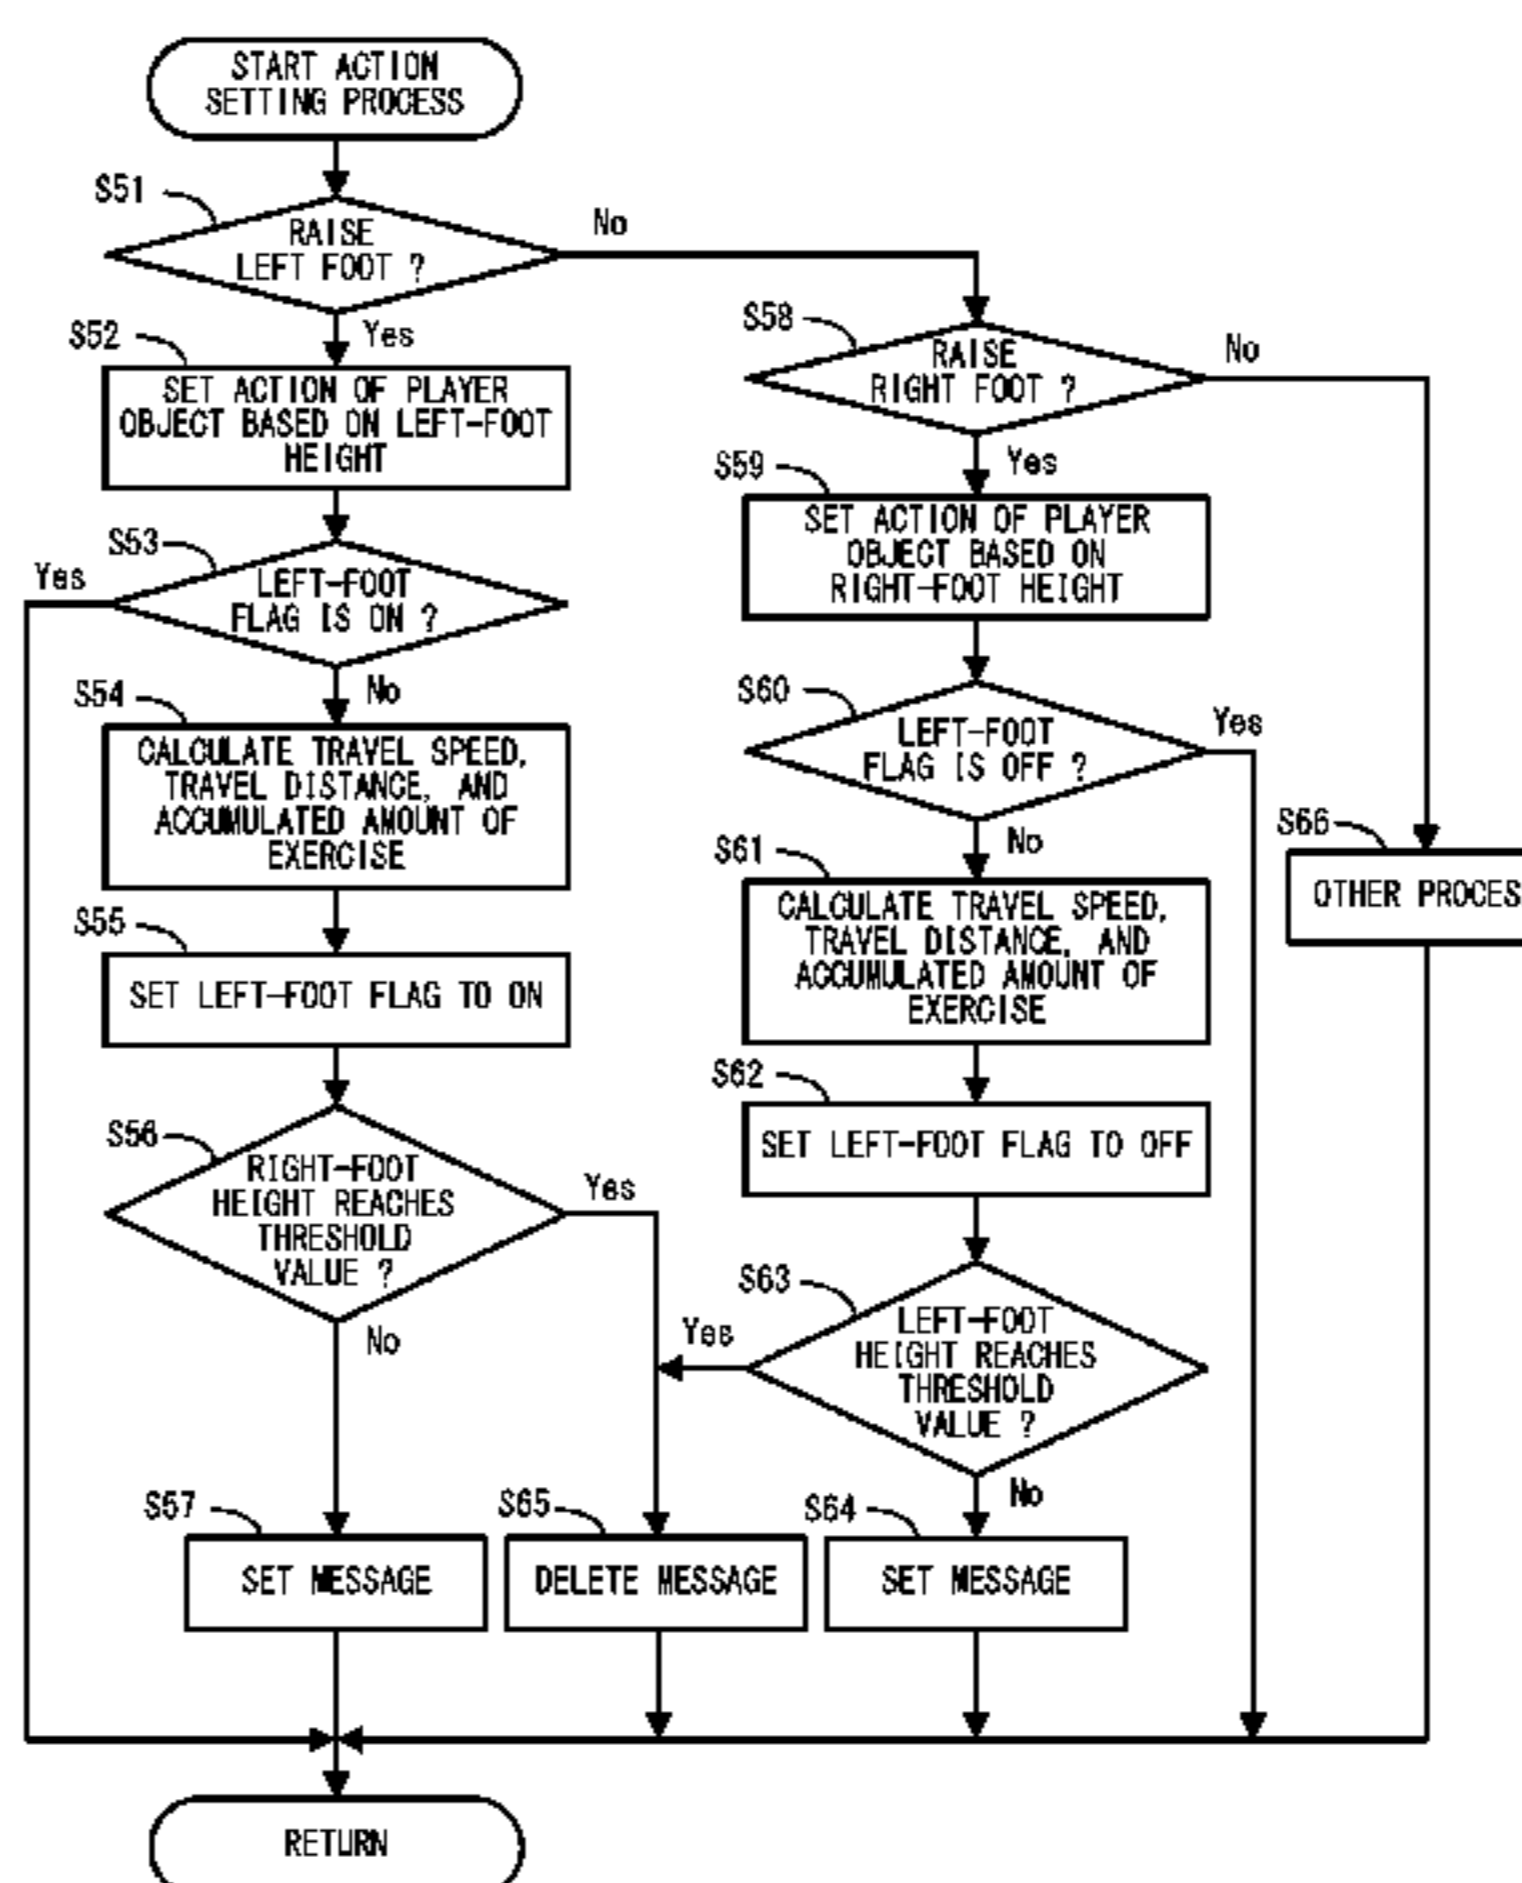 START ACTION
SETTING PROCESS
S51
RAISE
LEFT FOOT ?
No
Yes
S52
SET ACTION OF PLAYER
OBJECT BASED ON LEFT-FOOT
HEIGHT
S53
LEFT-FOOT
FLAG IS ON ?
Yes
No
S54
CALCULATE TRAVEL SPEED,
TRAVEL DISTANCE, AND
ACCUMULATED AMOUNT OF
EXERCISE
S55
SET LEFT-FOOT FLAG TO ON
S56
RIGHT-FOOT
HEIGHT REACHES
THRESHOLD
VALUE ?
Yes
No
S57
SET MESSAGE
S58
RAISE
RIGHT FOOT ?
No
Yes
S59
SET ACTION OF PLAYER
OBJECT BASED ON
RIGHT-FOOT HEIGHT
S60
LEFT-FOOT
FLAG IS OFF ?
Yes
No
S61
CALCULATE TRAVEL SPEED,
TRAVEL DISTANCE, AND
ACCUMULATED AMOUNT OF
EXERCISE
S62
SET LEFT-FOOT FLAG TO OFF
S63
LEFT-FOOT
HEIGHT REACHES
THRESHOLD
VALUE ?
Yes
No
S64
SET MESSAGE
S65
DELETE MESSAGE
S66
OTHER PROCES
RETURN